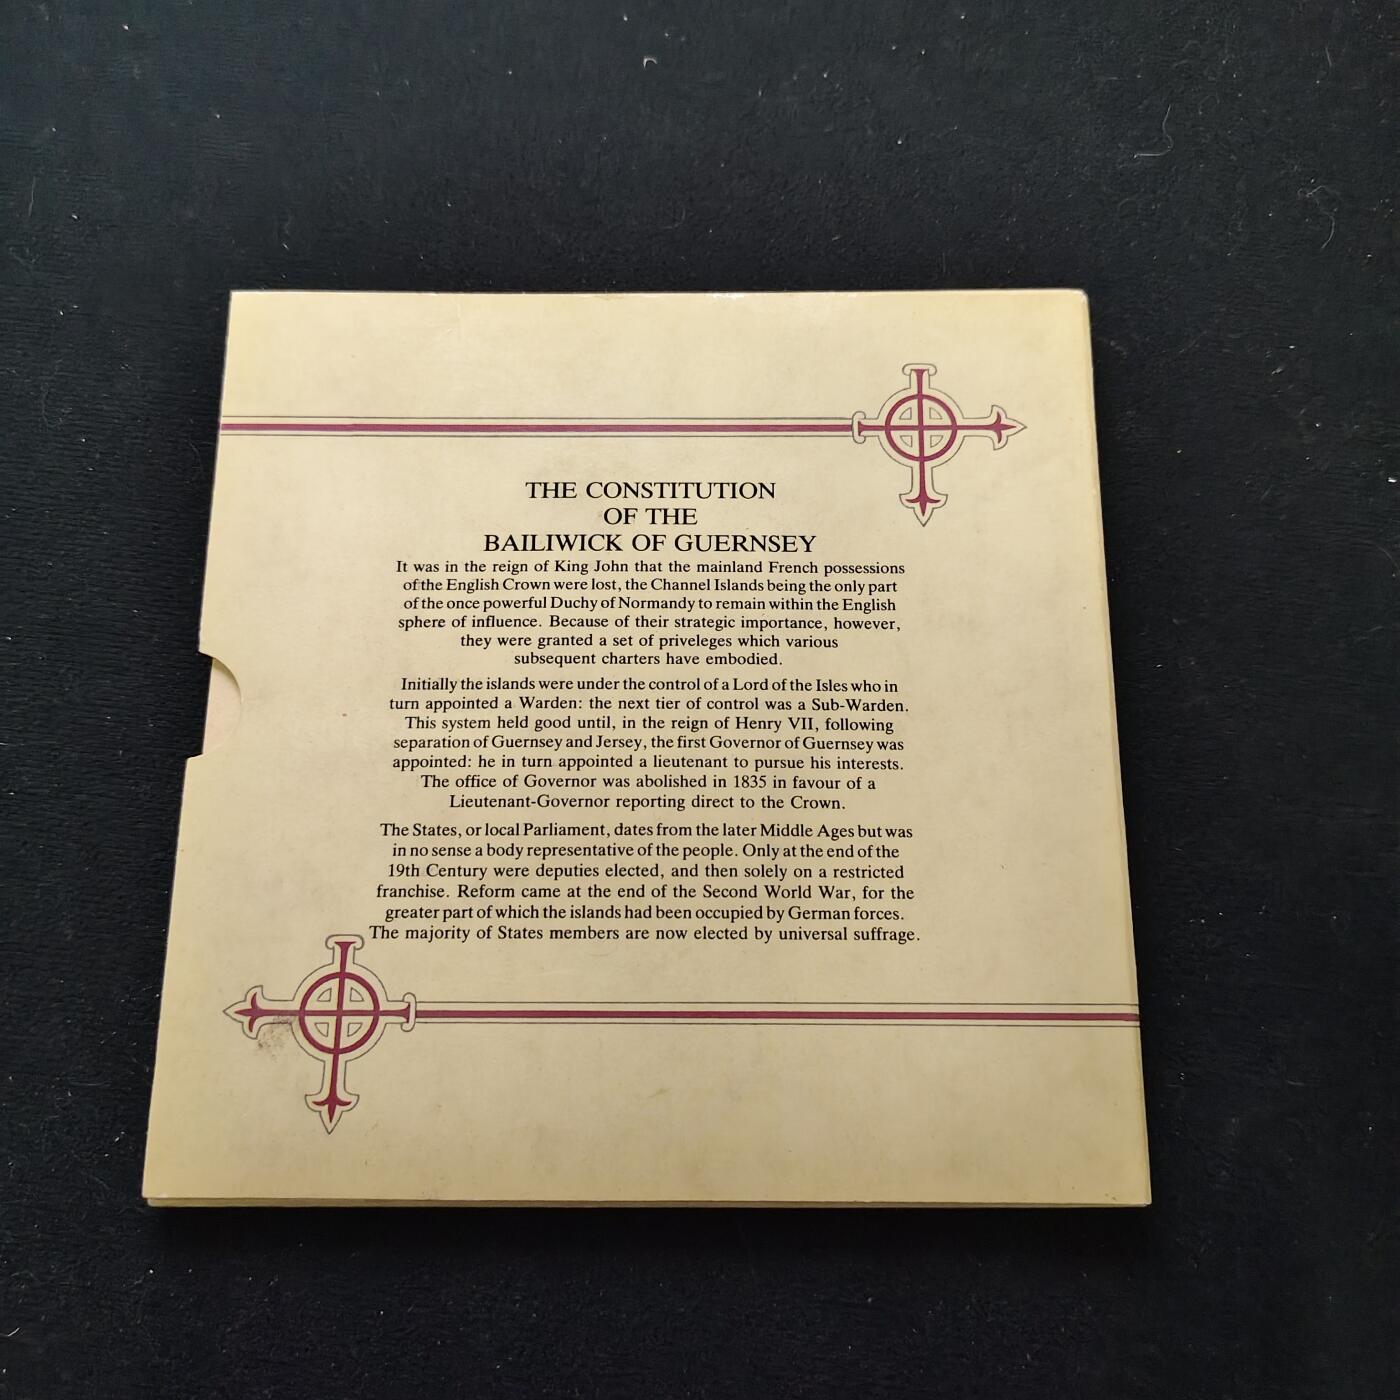 THE CONSTITUTION
OF THE
BAILIWICK OF GUERNSEY
It was in the reign of King John that the mainland French possessions
of the English Crown were lost, the Channel Islands being the only part
of the once powerful Duchy of Normandy to remain within the English
sphere of influence. Because of their strategic importance, however,
they were granted a set of priveleges which various
subsequent charters have embodied.
Initially the islands were under the control of a Lord of the Isles who in
turn appointed a Warden: the next tier of control was a Sub-Warden.
This system held good until, in the reign of Henry VII, following
separation of Guernsey and Jersey, the first Governor of Guernsey was
appointed: he in turn appointed a lieutenant to pursue his interests.
The office of Governor was abolished in 1835 in favour of a
Lieutenant-Governor reporting direct to the Crown.
The States, or local Parliament, dates from the later Middle Ages but was
in no sense a body representative of the people. Only at the end of the
19th Century were deputies elected, and then solely on a restricted
franchise. Reform came at the end of the Second World War, for the
greater part of which the islands had been occupied by German forces.
The majority of States members are now elected by universal suffrage.